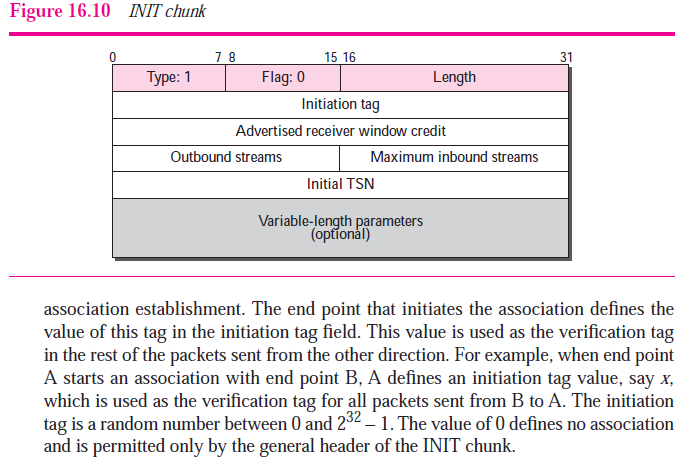 Figure 16.10 INIT chunk
0 7 8 15 16 31
Type: 1 Flag: 0 Length
Initiation tag
Advertised receiver window credit
Outbound streams Maximum inbound streams
Initial TSN
Variable-length parameters
(optional)
association establishment. The end point that initiates the association defines the
value of this tag in the initiation tag field. This value is used as the verification tag
in the rest of the packets sent from the other direction. For example, when end point
A starts an association with end point B, A defines an initiation tag value, say x,
which is used as the verification tag for all packets sent from B to A. The initiation
tag is a random number between 0 and 2³² – 1. The value of 0 defines no association
and is permitted only by the general header of the INIT chunk.